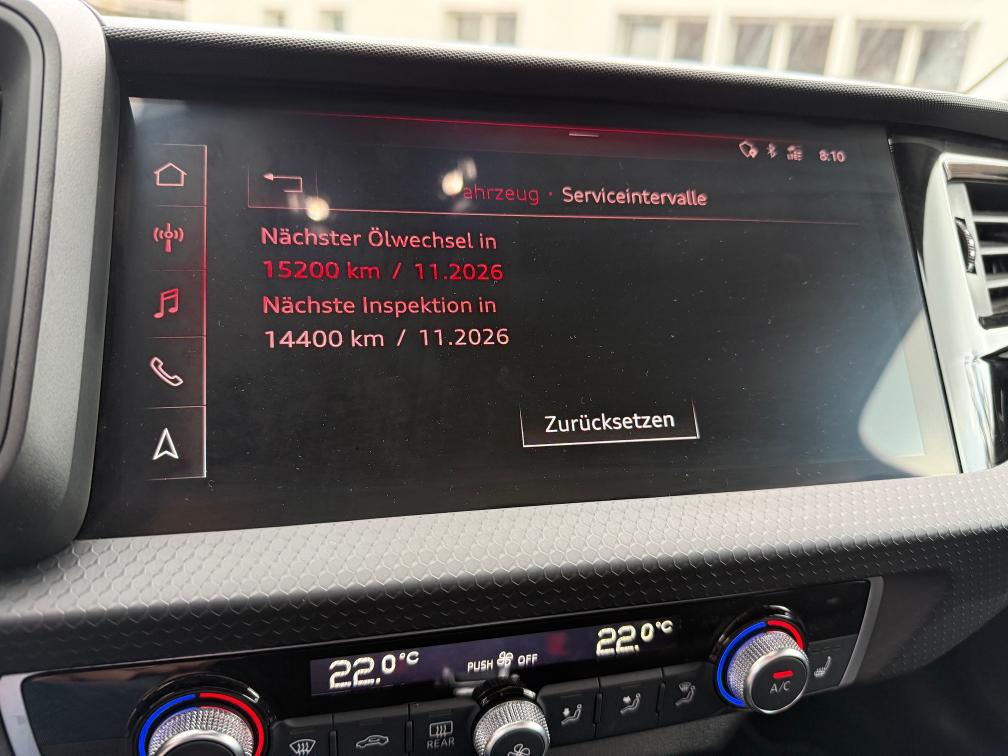 8:10
Fahrzeug · Serviceintervalle
Nächster Ölwechsel in
15200 km / 11.2026
Nächste Inspektion in
14400 km / 11.2026
Zurücksetzen
22.0°C
PUSH OFF
22.0°C
REAR
A/C